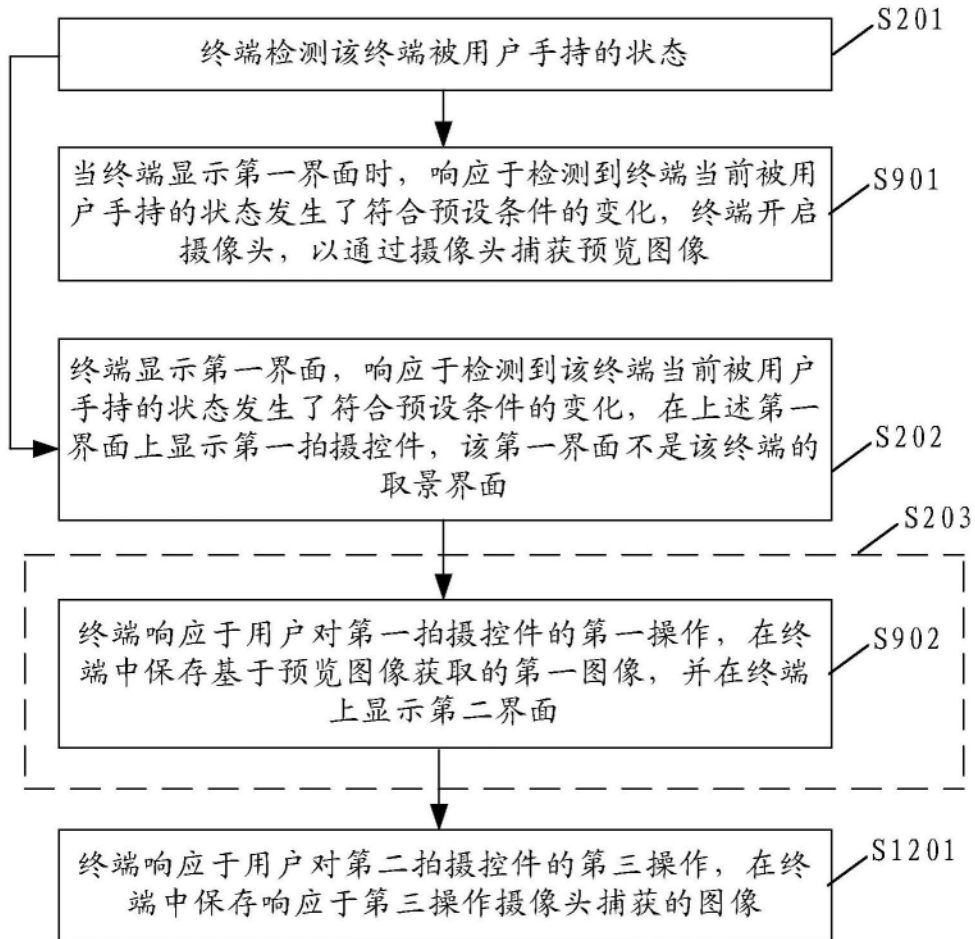 S201
终端检测该终端被用户手持的状态
当终端显示第一界面时，响应于检测到终端当前被用
户手持的状态发生了符合预设条件的变化，终端开启
摄像头，以通过摄像头捕获预览图像
S901
终端显示第一界面，响应于检测到该终端当前被用户
手持的状态发生了符合预设条件的变化，在上述第一
界面上显示第一拍摄控件，该第一界面不是该终端的
取景界面
S202
S203
终端响应于用户对第一拍摄控件的第一操作，在终
端中保存基于预览图像获取的第一图像，并在终端
上显示第二界面
S902
终端响应于用户对第二拍摄控件的第三操作，在终
端中保存响应于第三操作摄像头捕获的图像
S1201